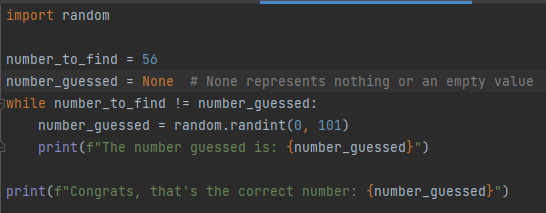 import random

number_to_find = 56
number_guessed = None  # None represents nothing or an empty value
while number_to_find != number_guessed:
    number_guessed = random.randint(0, 101)
    print(f"The number guessed is: {number_guessed}")

print(f"Congrats, that's the correct number: {number_guessed}")